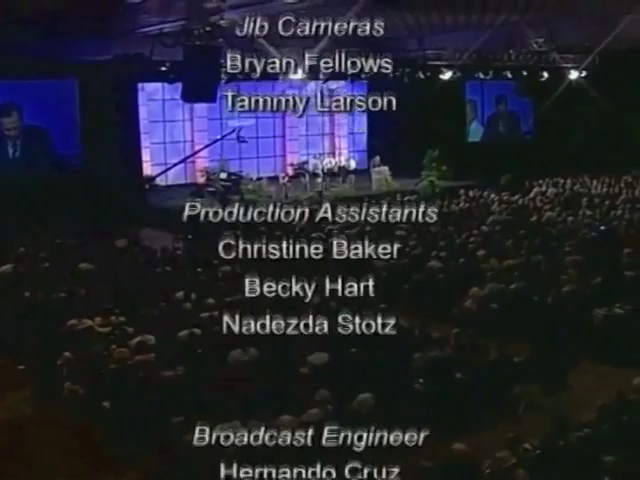 Jib Cameras
Bryan Fellows
Tammy Larson
Production Assistants
Christine Baker
Becky Hart
Nadezda Stotz
Broadcast Engineer
Hernando Cruz